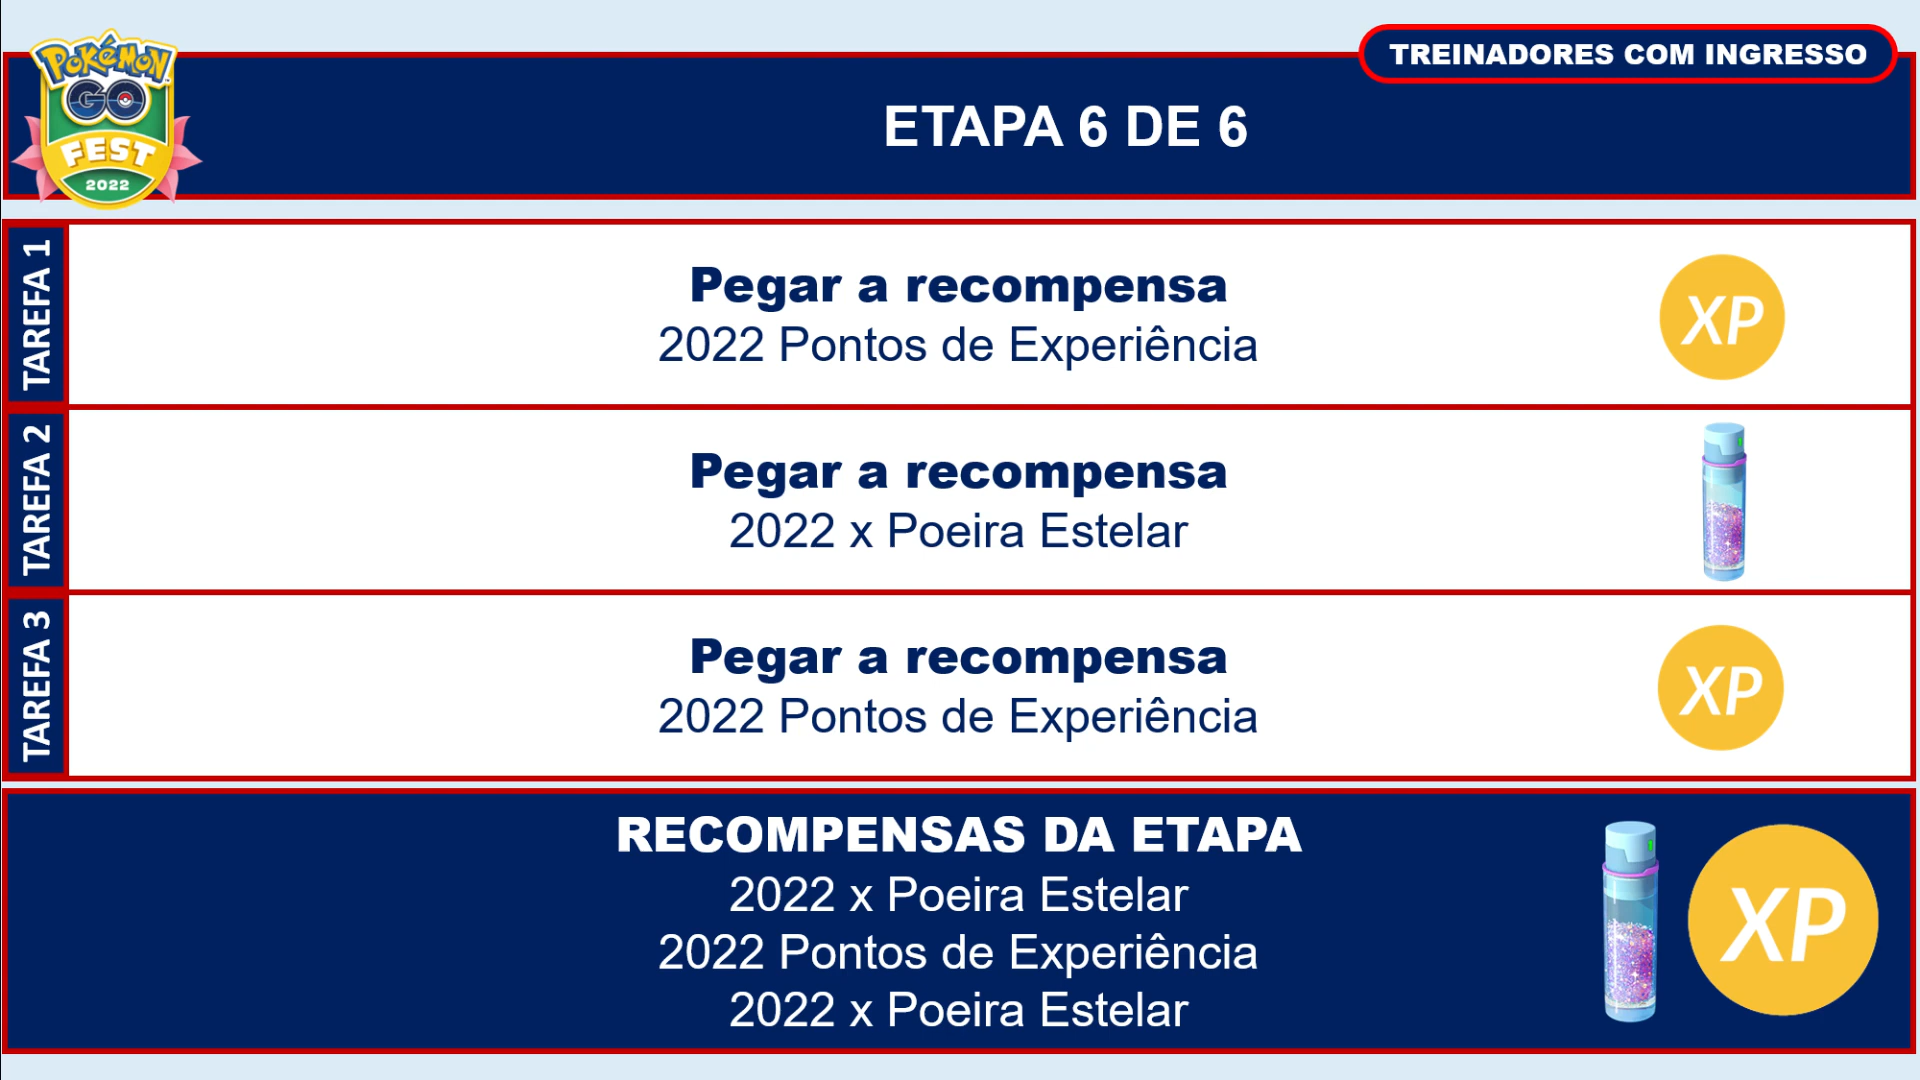 POKÉMON
GO
FEST
2022
TREINADORES COM INGRESSO
ETAPA 6 DE 6
TAREFA 1
Pegar a recompensa
2022 Pontos de Experiência
XP
TAREFA 2
Pegar a recompensa
2022 x Poeira Estelar
TAREFA 3
Pegar a recompensa
2022 Pontos de Experiência
XP
RECOMPENSAS DA ETAPA
2022 x Poeira Estelar
2022 Pontos de Experiência
2022 x Poeira Estelar
XP